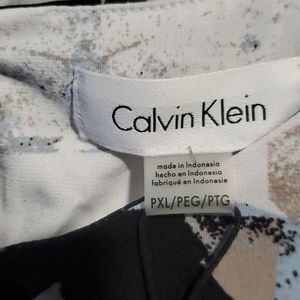 Calvin Klein
made in Indonesia
hecho en Indonesia
fabriqué en Indonesie
PXL/PEG/PTG